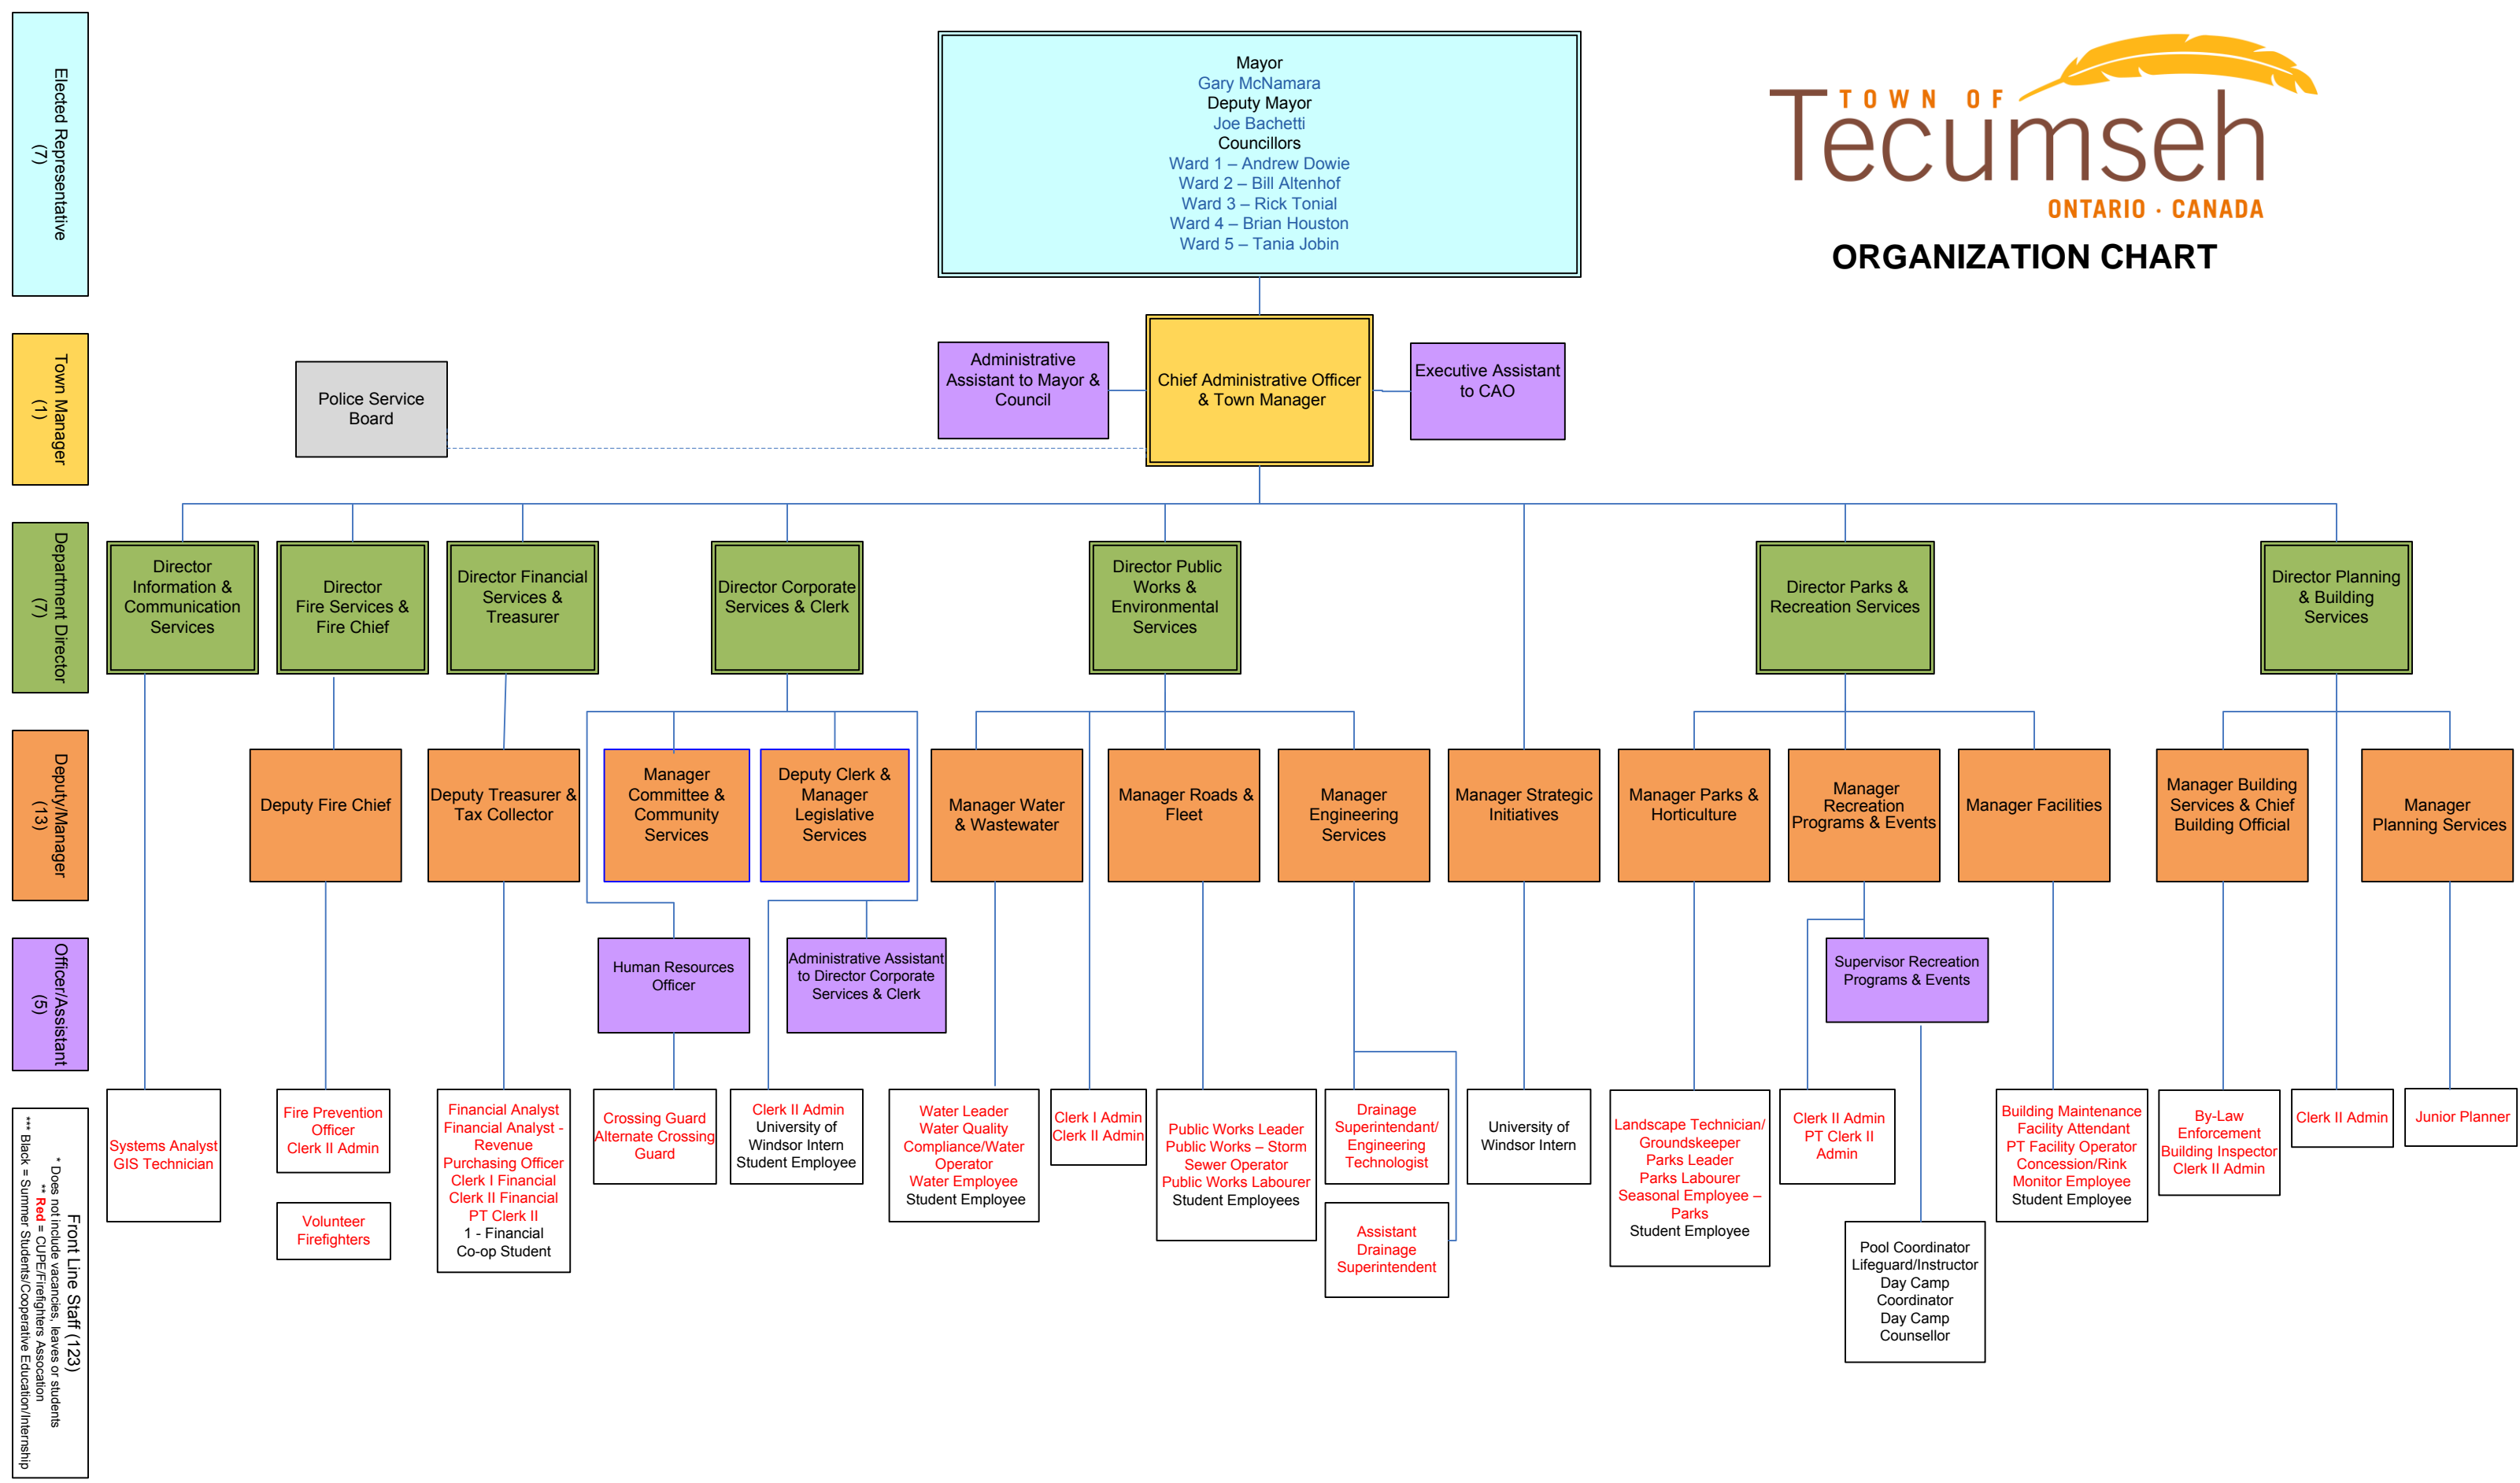 Elected Representative
(7)
Mayor
Gary McNamara
Deputy Mayor
Joe Bachetti
Councillors
Ward 1 – Andrew Dowie
Ward 2 – Bill Altenhof
Ward 3 – Rick Tonial
Ward 4 – Brian Houston
Ward 5 – Tania Jobin
TOWN OF
Tecumseh
ONTARIO · CANADA
ORGANIZATION CHART
Town Manager
(1)
Police Service
Board
Administrative
Assistant to Mayor &
Council
Chief Administrative Officer
& Town Manager
Executive Assistant
to CAO
Department Director
(7)
Director
Information &
Communication
Services
Director
Fire Services &
Fire Chief
Director Financial
Services &
Treasurer
Director Corporate
Services & Clerk
Director Public
Works &
Environmental
Services
Director Parks &
Recreation Services
Director Planning
& Building
Services
Deputy/Manager
(13)
Deputy Fire Chief
Deputy Treasurer &
Tax Collector
Manager
Committee &
Community
Services
Deputy Clerk &
Manager
Legislative
Services
Manager Water
& Wastewater
Manager Roads &
Fleet
Manager
Engineering
Services
Manager Strategic
Initiatives
Manager Parks &
Horticulture
Manager
Recreation
Programs & Events
Manager Facilities
Manager Building
Services & Chief
Building Official
Manager
Planning Services
Officer/Assistant
(5)
Human Resources
Officer
Administrative Assistant
to Director Corporate
Services & Clerk
Supervisor Recreation
Programs & Events
Front Line Staff (123)
* Does not include vacancies, leaves or students
** Red = CUPE/Firefighters Assocation
*** Black = Summer Students/Cooperative Education/Internship
Systems Analyst
GIS Technician
Fire Prevention
Officer
Clerk II Admin
Volunteer
Firefighters
Financial Analyst
Financial Analyst -
Revenue
Purchasing Officer
Clerk I Financial
Clerk II Financial
PT Clerk II
1 - Financial
Co-op Student
Crossing Guard
Alternate Crossing
Guard
Clerk II Admin
University of
Windsor Intern
Student Employee
Water Leader
Water Quality
Compliance/Water
Operator
Water Employee
Student Employee
Clerk I Admin
Clerk II Admin
Public Works Leader
Public Works – Storm
Sewer Operator
Public Works Labourer
Student Employees
Drainage
Superintendant/
Engineering
Technologist
Assistant
Drainage
Superintendent
University of
Windsor Intern
Landscape Technician/
Groundskeeper
Parks Leader
Parks Labourer
Seasonal Employee –
Parks
Student Employee
Clerk II Admin
PT Clerk II
Admin
Pool Coordinator
Lifeguard/Instructor
Day Camp
Coordinator
Day Camp
Counsellor
Building Maintenance
Facility Attendant
PT Facility Operator
Concession/Rink
Monitor Employee
Student Employee
By-Law
Enforcement
Building Inspector
Clerk II Admin
Clerk II Admin
Junior Planner